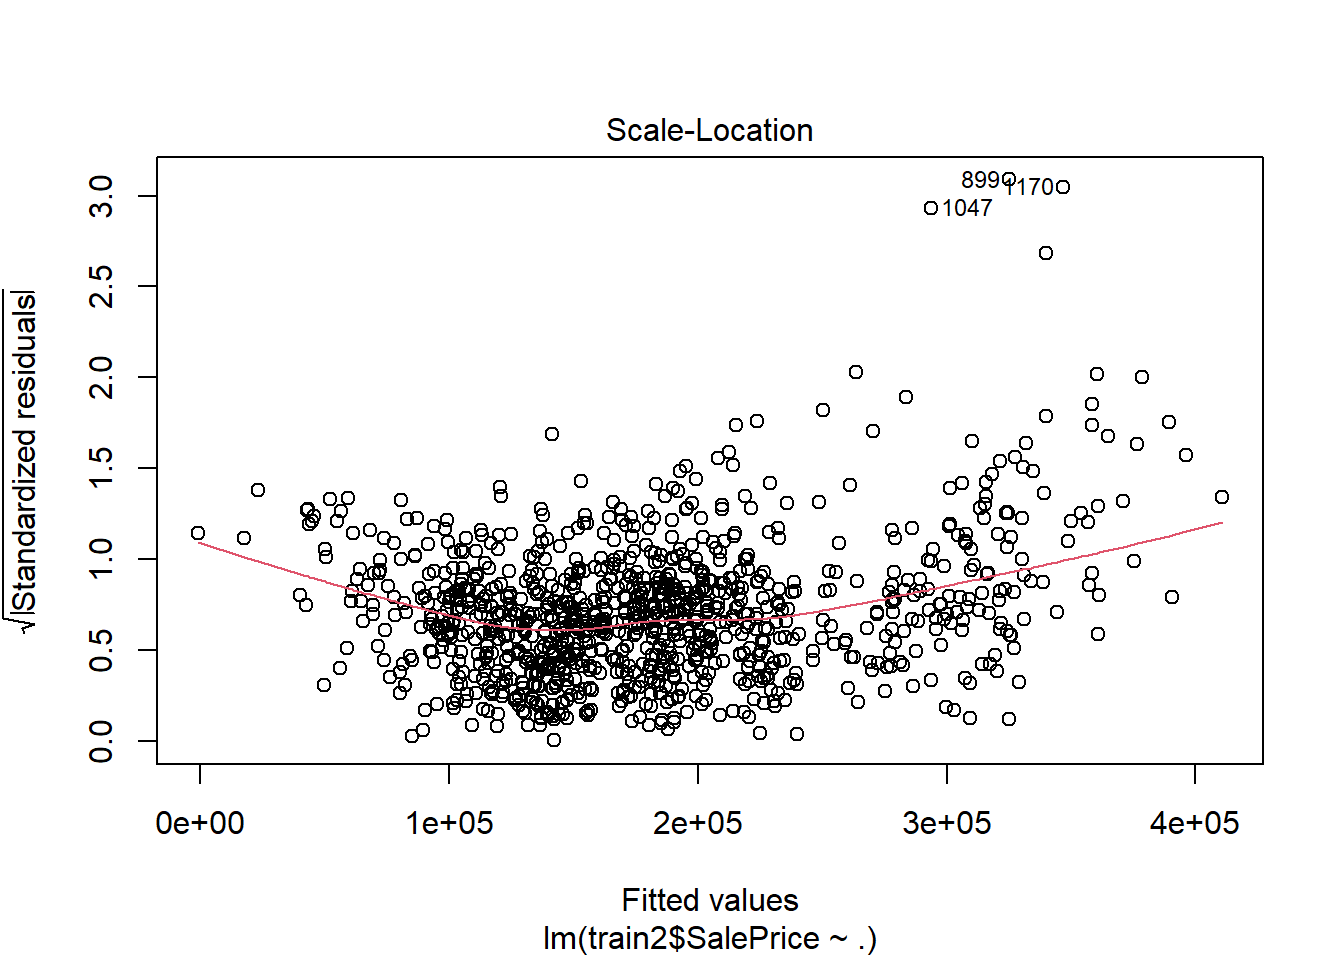 Scale-Location
√|Standardized residuals|
3.0
2.5
2.0
1.5
1.0
0.5
0.0
899
1170
1047
0e+00 1e+05 2e+05 3e+05 4e+05
Fitted values
lm(train2$SalePrice ~ .)